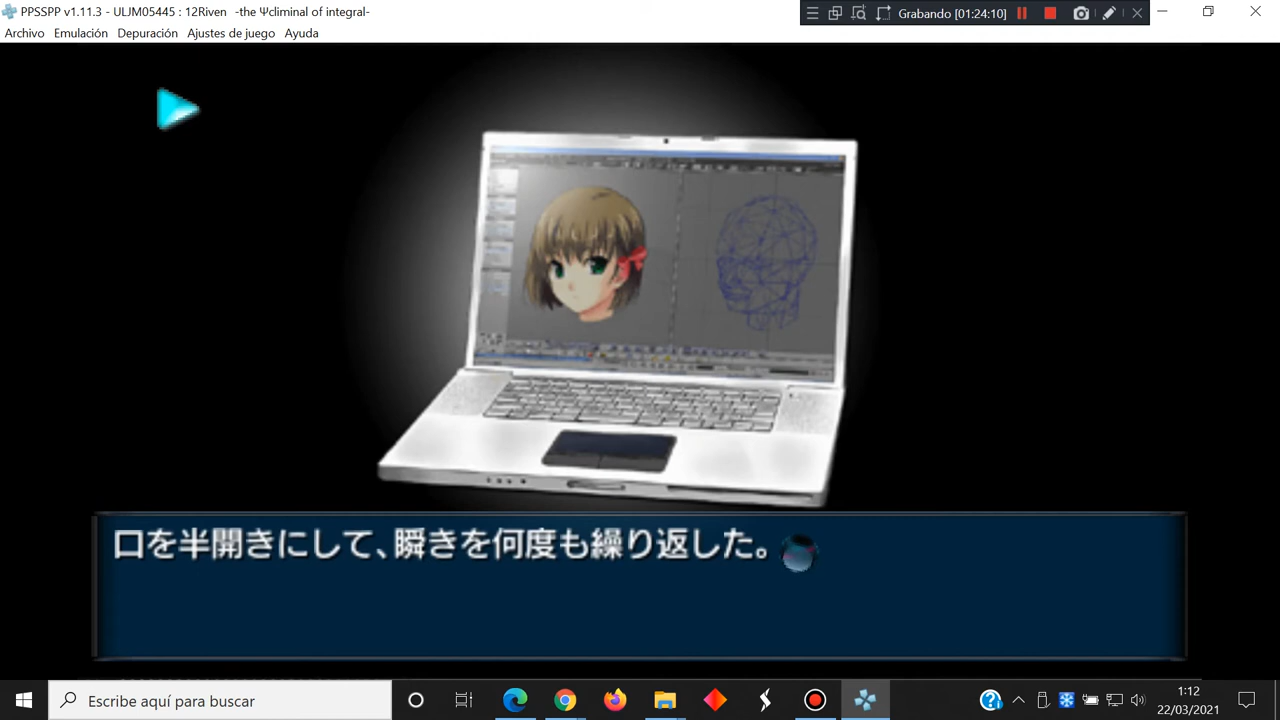 PPSSPP v1.11.3 - ULJM05445 : 12Riven -the Ψcliminal of integral-
Grabando [01:24:10]
Archivo Emulación Depuración Ajustes de juego Ayuda
口を半開きにして、瞬きを何度も繰り返した。
Escribe aquí para buscar
1:12
22/03/2021